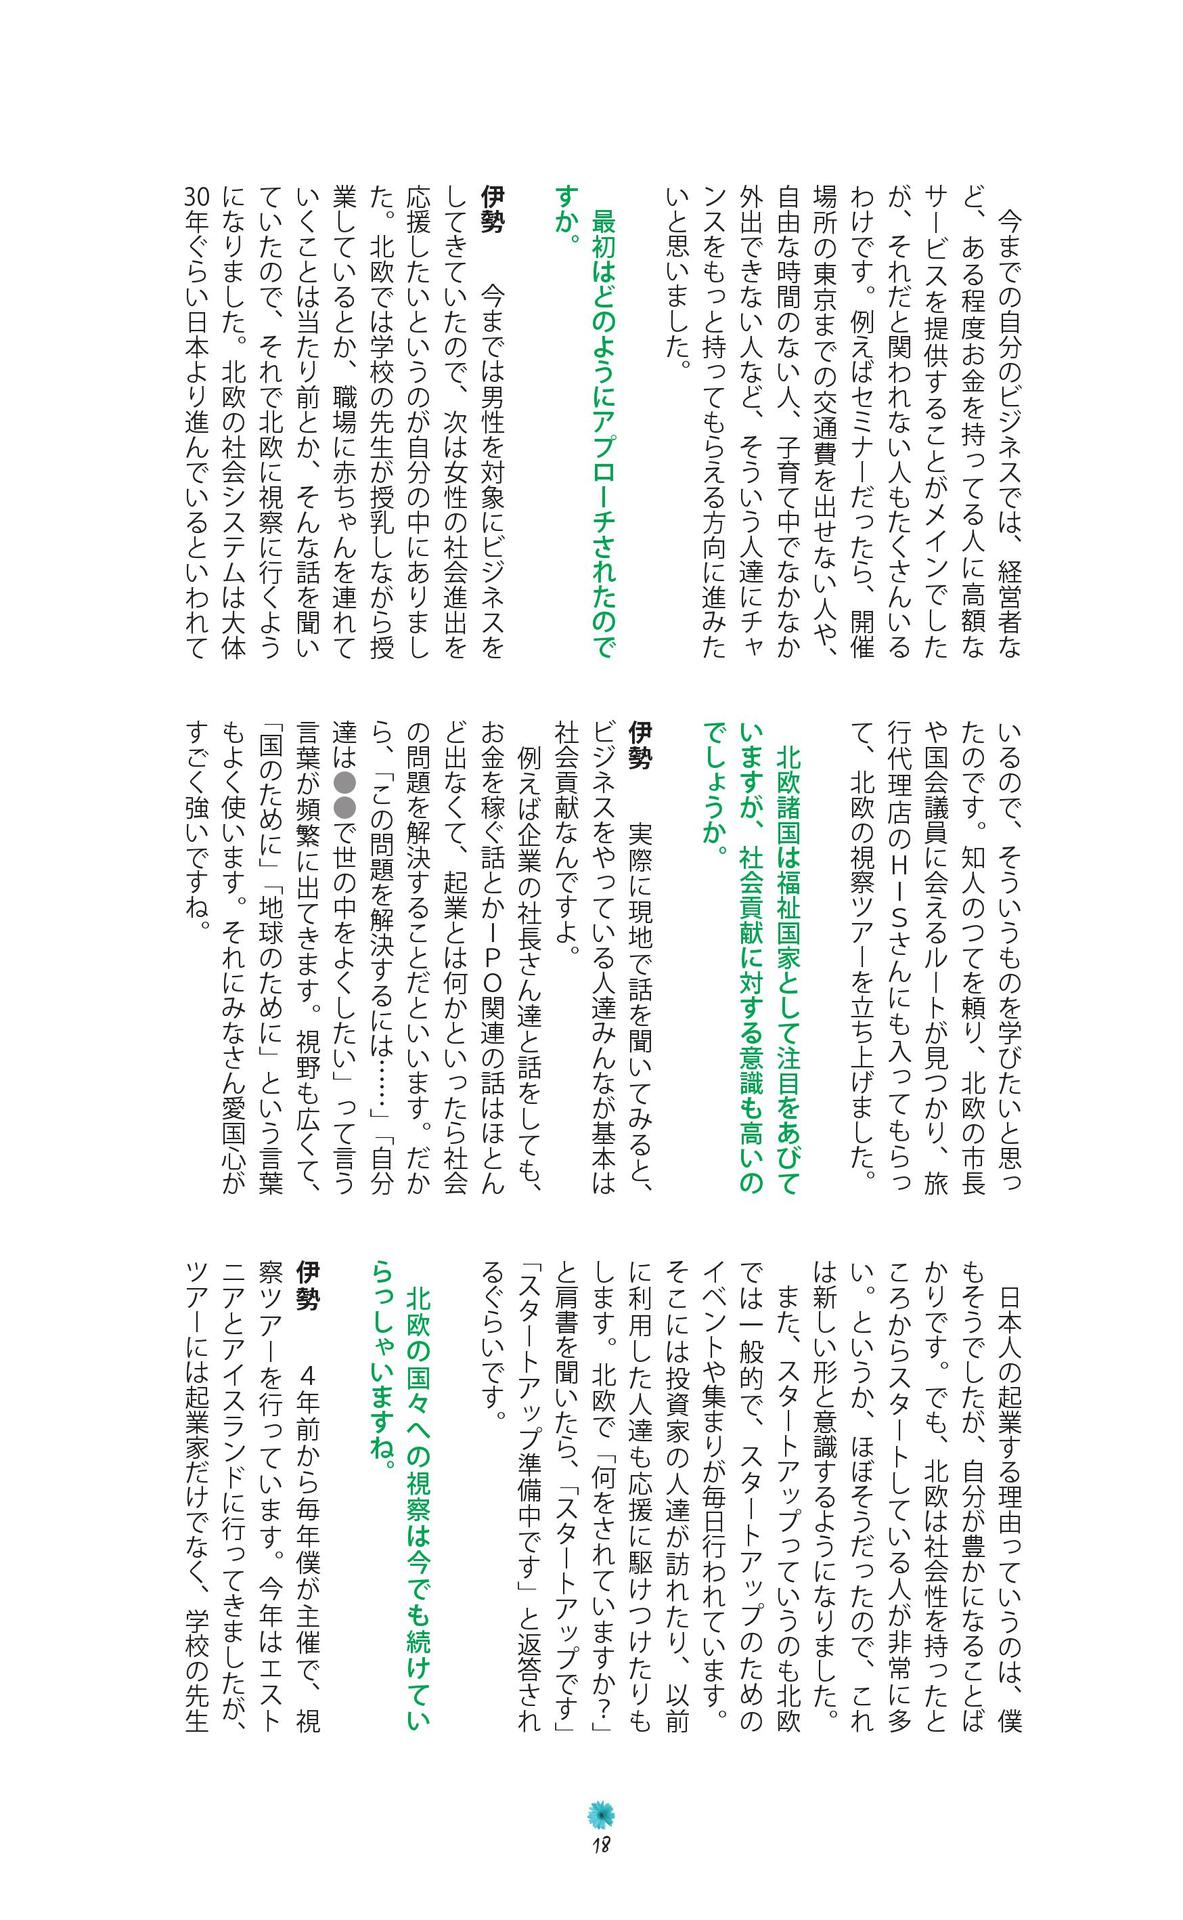 今までの自分のビジネスでは、経営者な
ど、ある程度お金を持ってる人に高額な
サービスを提供することがメインでした
が、それだと関われない人もたくさんいる
わけです。例えばセミナーだったら、開催
場所の東京までの交通費を出せない人や、
自由な時間のない人、子育て中でなかなか
外出できない人など、そういう人達にチャ
ンスをもっと持ってもらえる方向に進みた
いと思いました。
最初はどのようにアプローチされたので
すか。
伊勢　今までは男性を対象にビジネスを
してきていたので、次は女性の社会進出を
応援したいというのが自分の中にありまし
た。北欧では学校の先生が授乳しながら授
業しているとか、職場に赤ちゃんを連れて
いくことは当たり前とか、そんな話を聞い
ていたので、それで北欧に視察に行くよう
になりました。北欧の社会システムは大体
30年ぐらい日本より進んでいるといわれて
いるので、そういうものを学びたいと思っ
たのです。知人のつてを頼り、北欧の市長
や国会議員に会えるルートが見つかり、旅
行代理店のHISさんにも入ってもらっ
て、北欧の視察ツアーを立ち上げました。
北欧諸国は福祉国家として注目をあびて
いますが、社会貢献に対する意識も高いの
でしょうか。
伊勢　実際に現地で話を聞いてみると、
ビジネスをやっている人達みんなが基本は
社会貢献なんですよ。
例えば企業の社長さん達と話をしても、
お金を稼ぐ話とかIPO関連の話はほとん
ど出なくて、起業とは何かといったら社会
の問題を解決することだといいます。だか
ら、「この問題を解決するには……」「自分
達は●●で世の中をよくしたい」って言う
言葉が頻繁に出てきます。視野も広くて、
「国のために」「地球のために」という言葉
もよく使います。それにみなさん愛国心が
すごく強いですね。
日本人の起業する理由っていうのは、僕
もそうでしたが、自分が豊かになることば
かりです。でも、北欧は社会性を持ったと
ころからスタートしている人が非常に多
い。というか、ほぼそうだったので、これ
は新しい形と意識するようになりました。
また、スタートアップっていうのも北欧
では一般的で、スタートアップのための
イベントや集まりが毎日行われています。
そこには投資家の人達が訪れたり、以前
に利用した人達も応援に駆けつけたりも
します。北欧で「何をされていますか？」
と肩書を聞いたら、「スタートアップです」
「スタートアップ準備中です」と返答され
るぐらいです。
北欧の国々への視察は今でも続けてい
らっしゃいますね。
伊勢　4年前から毎年僕が主催で、視
察ツアーを行っています。今年はエスト
ニアとアイスランドに行ってきましたが、
ツアーには起業家だけでなく、学校の先生
18